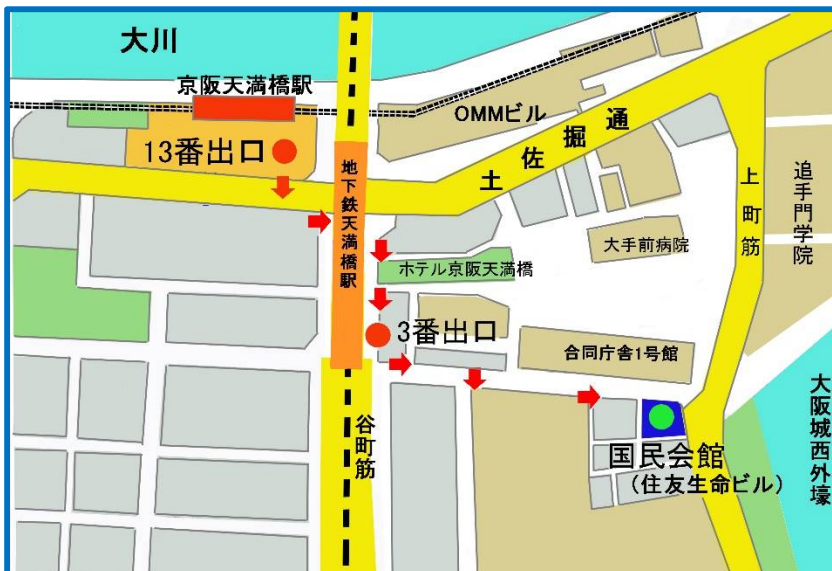 大川
京阪天満橋駅
OMMビル
13番出口
土佐掘通
地下鉄天満橋駅
上町筋
追手門学院
大手前病院
ホテル京阪天満橋
3番出口
合同庁舎1号館
谷町筋
大阪城西外壕
国民会館
(住友生命ビル)